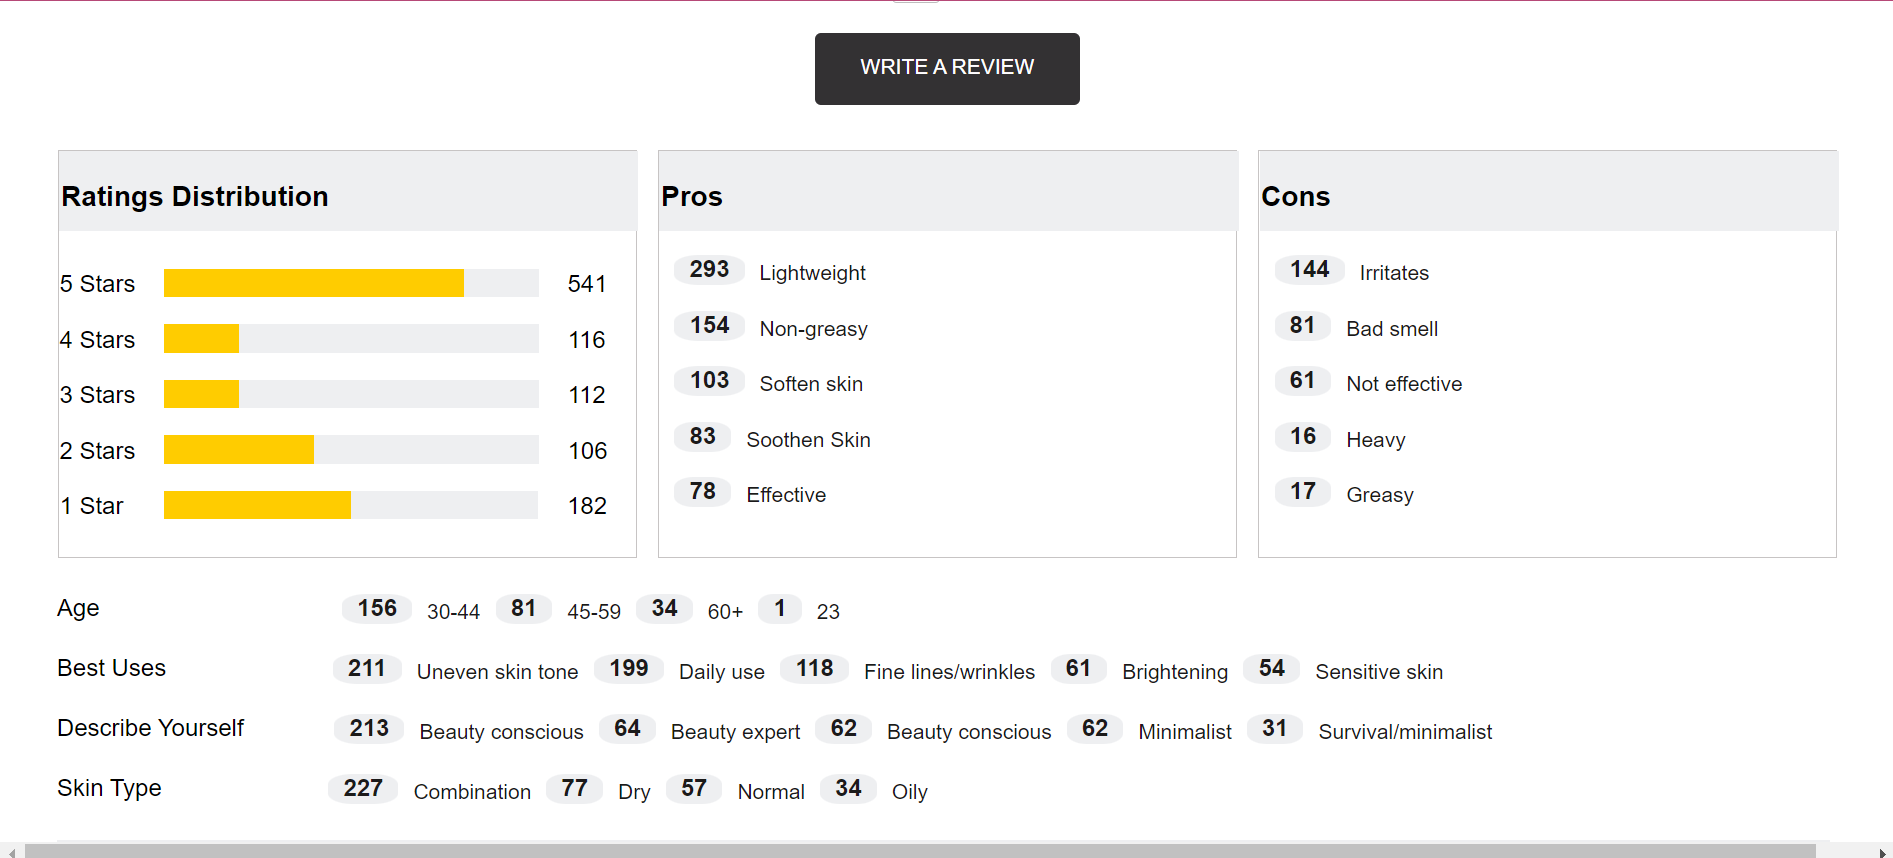 WRITE A REVIEW
Ratings Distribution
5 Stars 541
4 Stars 116
3 Stars 112
2 Stars 106
1 Star 182
Pros
293 Lightweight
154 Non-greasy
103 Soften skin
83 Soothen Skin
78 Effective
Cons
144 Irritates
81 Bad smell
61 Not effective
16 Heavy
17 Greasy
Age 156 30-44 81 45-59 34 60+ 1 23
Best Uses 211 Uneven skin tone 199 Daily use 118 Fine lines/wrinkles 61 Brightening 54 Sensitive skin
Describe Yourself 213 Beauty conscious 64 Beauty expert 62 Beauty conscious 62 Minimalist 31 Survival/minimalist
Skin Type 227 Combination 77 Dry 57 Normal 34 Oily